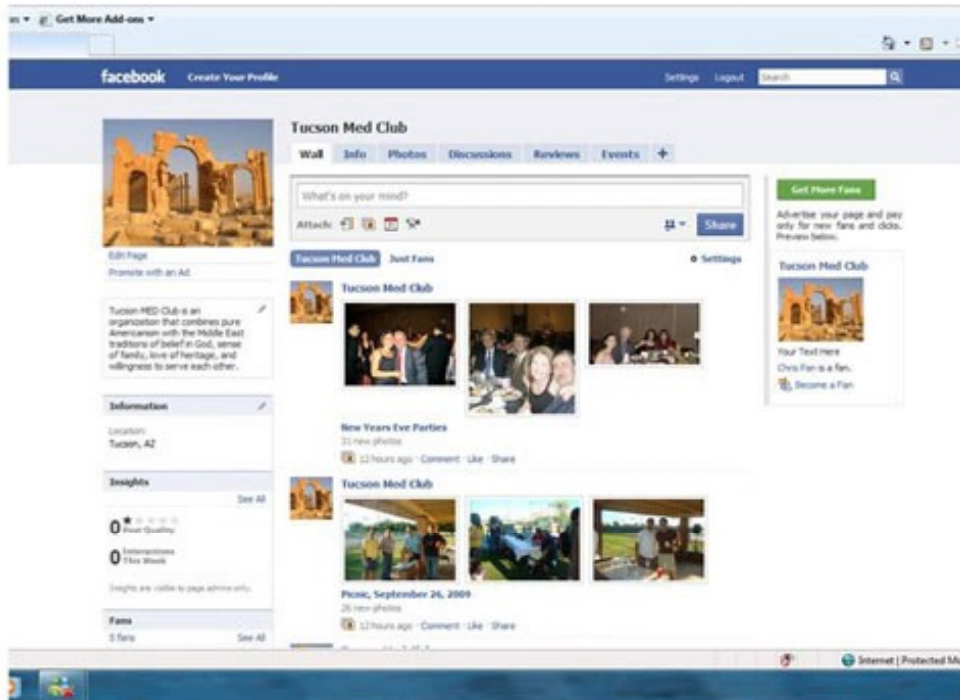 Get More Add-ons
facebook Create Your Profile Settings Logout Search
Tucson Med Club
Wall Info Photos Discussions Reviews Events +
What's on your mind?
Attach: Share
Tucson Med Club Just Fans Settings
Edit Page
Promote with an Ad
Tucson MED Club is an
organization that combines pure
Americanism with the Middle East
traditions of belief in God, sense
of family, love of heritage, and
willingness to serve each other.
Information
Location:
Tucson, AZ
Insights
See All
0 Post Quality
0 Interactions
This Week
Insights are visible to page admins only.
Fans
5 fans See All
Tucson Med Club
New Years Eve Parties
31 new photos
12 hours ago · Comment · Like · Share
Tucson Med Club
Picnic, September 26, 2009
26 new photos
12 hours ago · Comment · Like · Share
Get More Fans
Advertise your page and pay
only for new fans and clicks.
Preview below.
Tucson Med Club
Your Text Here
Chris Fan is a fan.
Become a Fan
Internet | Protected Mo